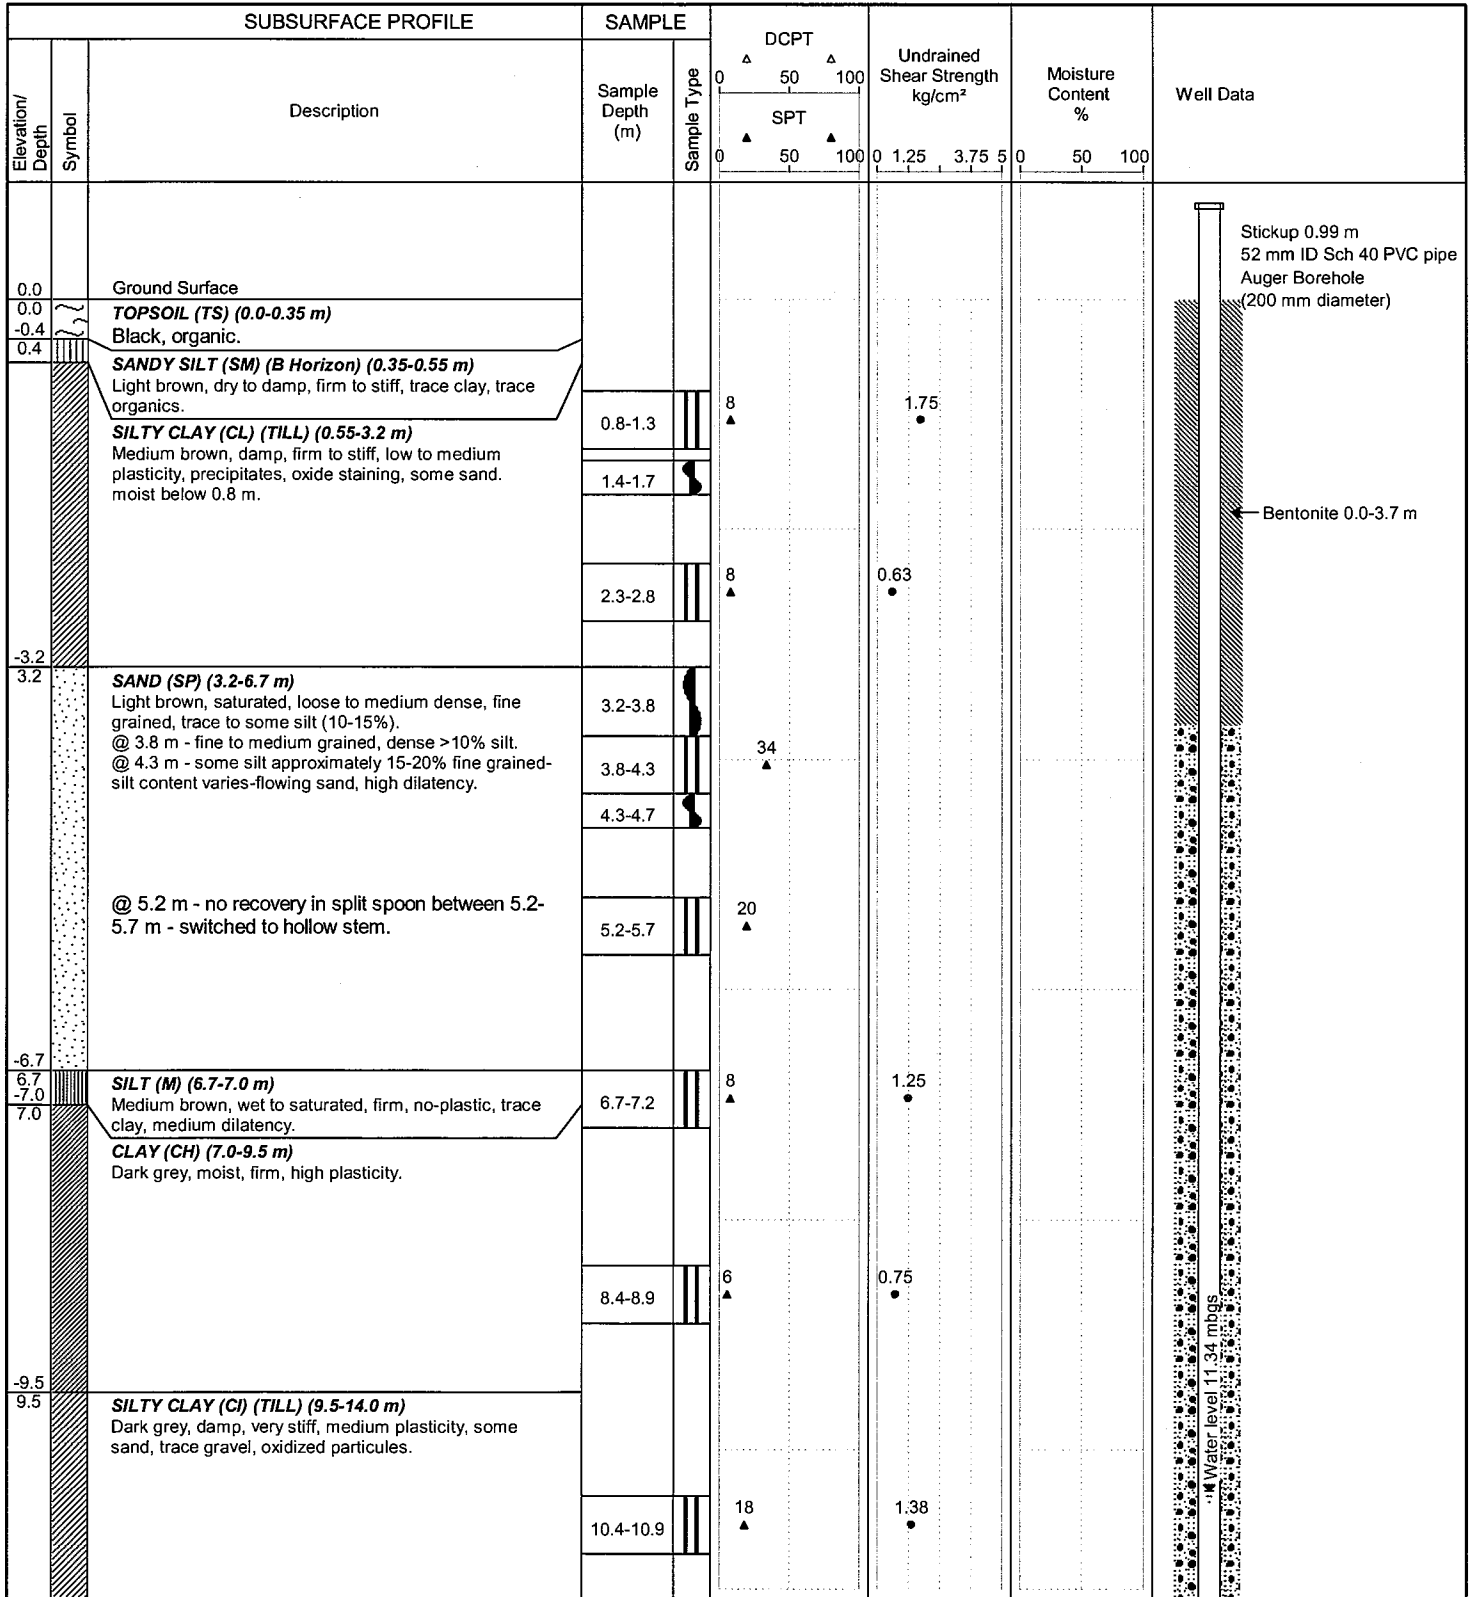 SUBSURFACE PROFILE
SAMPLE
Elevation/
Depth
Symbol
Description
Sample
Depth
(m)
Sample Type
DCPT
0 50 100
SPT
0 50 100
Undrained
Shear Strength
kg/cm²
0 1.25 3.75 5
Moisture
Content
%
0 50 100
Well Data
Stickup 0.99 m
52 mm ID Sch 40 PVC pipe
Auger Borehole
(200 mm diameter)
0.0
Ground Surface
0.0
TOPSOIL (TS) (0.0-0.35 m)
-0.4
Black, organic.
0.4
SANDY SILT (SM) (B Horizon) (0.35-0.55 m)
Light brown, dry to damp, firm to stiff, trace clay, trace
organics.
SILTY CLAY (CL) (TILL) (0.55-3.2 m)
Medium brown, damp, firm to stiff, low to medium
plasticity, precipitates, oxide staining, some sand.
moist below 0.8 m.
0.8-1.3
8
1.75
1.4-1.7
Bentonite 0.0-3.7 m
2.3-2.8
8
0.63
-3.2
3.2
SAND (SP) (3.2-6.7 m)
Light brown, saturated, loose to medium dense, fine
grained, trace to some silt (10-15%).
@ 3.8 m - fine to medium grained, dense >10% silt.
@ 4.3 m - some silt approximately 15-20% fine grained-
silt content varies-flowing sand, high dilatency.
3.2-3.8
3.8-4.3
34
4.3-4.7
@ 5.2 m - no recovery in split spoon between 5.2-
5.7 m - switched to hollow stem.
5.2-5.7
20
-6.7
6.7
-7.0
7.0
SILT (M) (6.7-7.0 m)
Medium brown, wet to saturated, firm, no-plastic, trace
clay, medium dilatency.
6.7-7.2
8
1.25
CLAY (CH) (7.0-9.5 m)
Dark grey, moist, firm, high plasticity.
8.4-8.9
6
0.75
-9.5
9.5
SILTY CLAY (CI) (TILL) (9.5-14.0 m)
Dark grey, damp, very stiff, medium plasticity, some
sand, trace gravel, oxidized particules.
10.4-10.9
18
1.38
Water level 11.34 mbgs